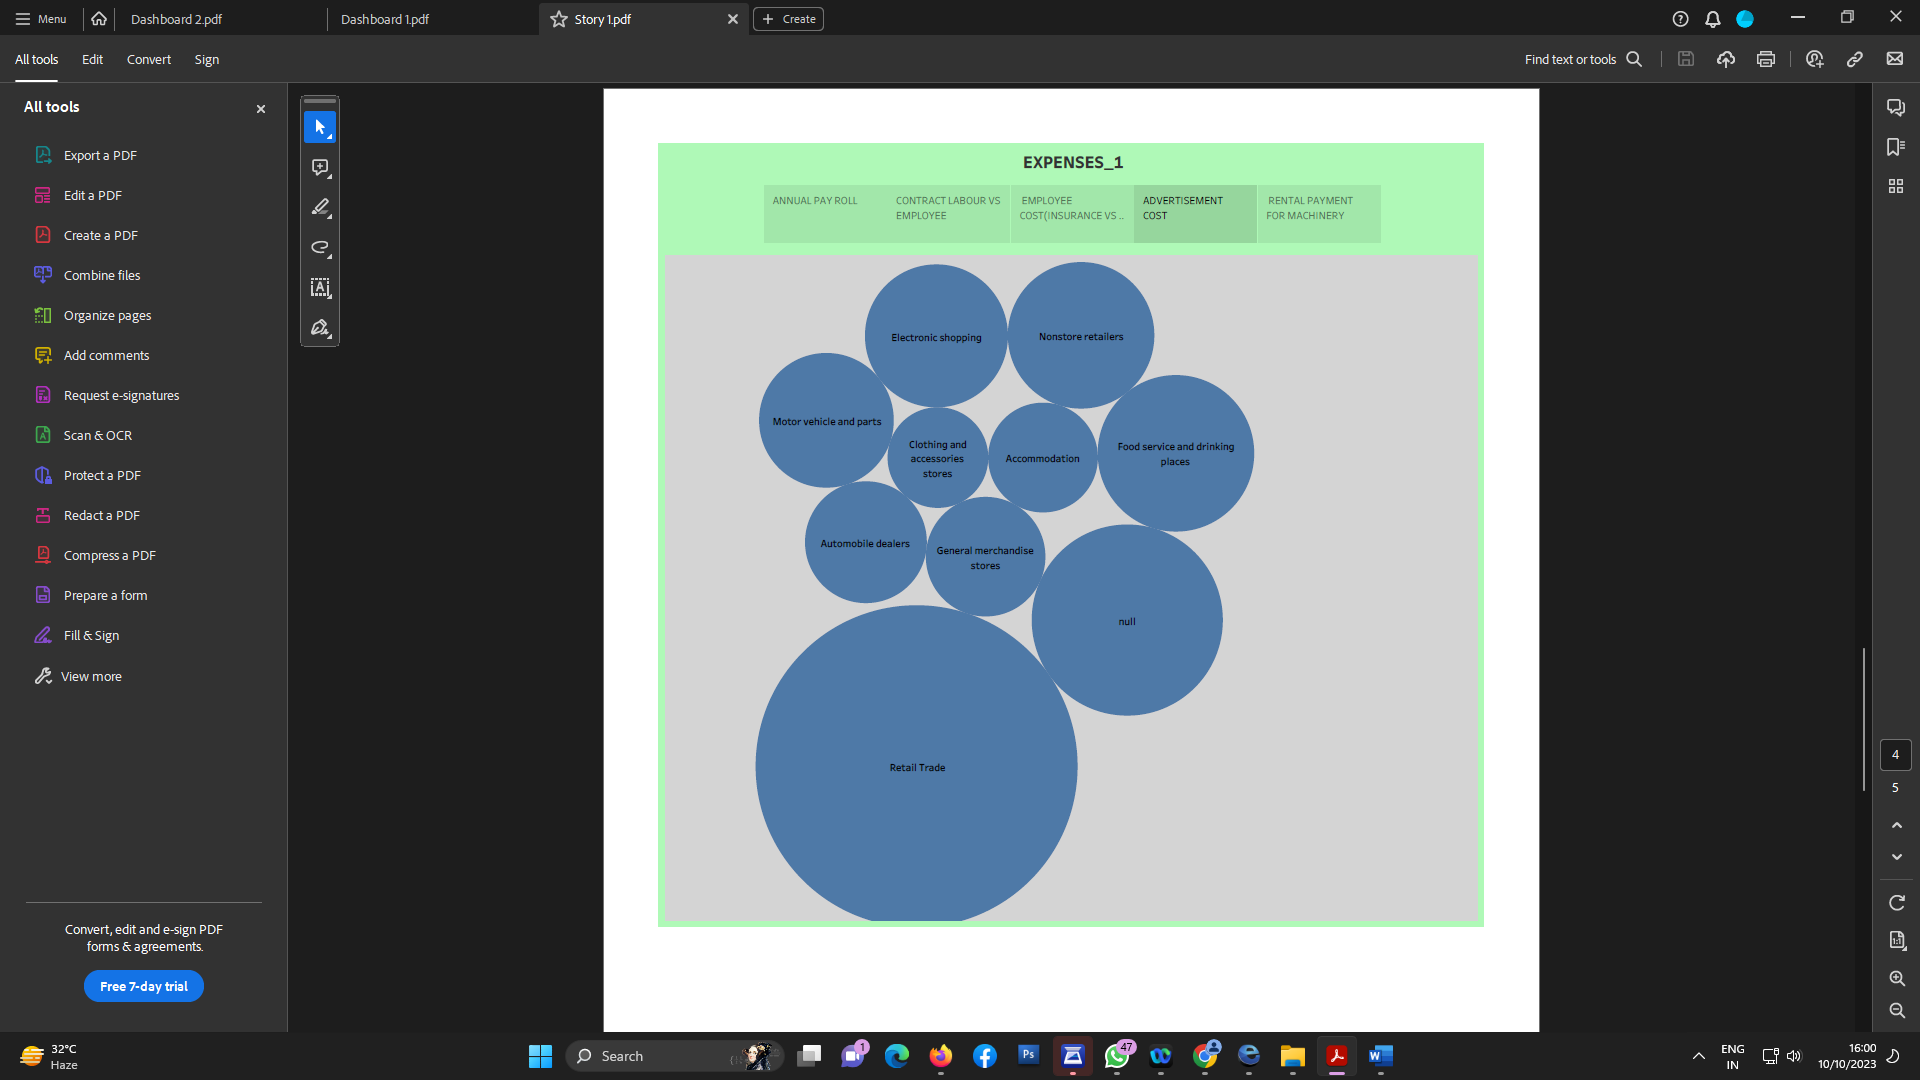 Menu
Dashboard 2.pdf
Dashboard 1.pdf
Story 1.pdf
Create
All tools
Edit
Convert
Sign
Find text or tools
All tools
Export a PDF
Edit a PDF
Create a PDF
Combine files
Organize pages
Add comments
Request e-signatures
Scan & OCR
Protect a PDF
Redact a PDF
Compress a PDF
Prepare a form
Fill & Sign
View more
Convert, edit and e-sign PDF
forms & agreements.
Free 7-day trial
EXPENSES_1
ANNUAL PAY ROLL
CONTRACT LABOUR VS
EMPLOYEE
EMPLOYEE
COST(INSURANCE VS ..
ADVERTISEMENT
COST
RENTAL PAYMENT
FOR MACHINERY
Electronic shopping
Nonstore retailers
Motor vehicle and parts
Clothing and
accessories
stores
Accommodation
Food service and drinking
places
Automobile dealers
General merchandise
stores
null
Retail Trade
4
5
32°C
Haze
Search
1
Ps
47
W
ENG
IN
16:00
10/10/2023